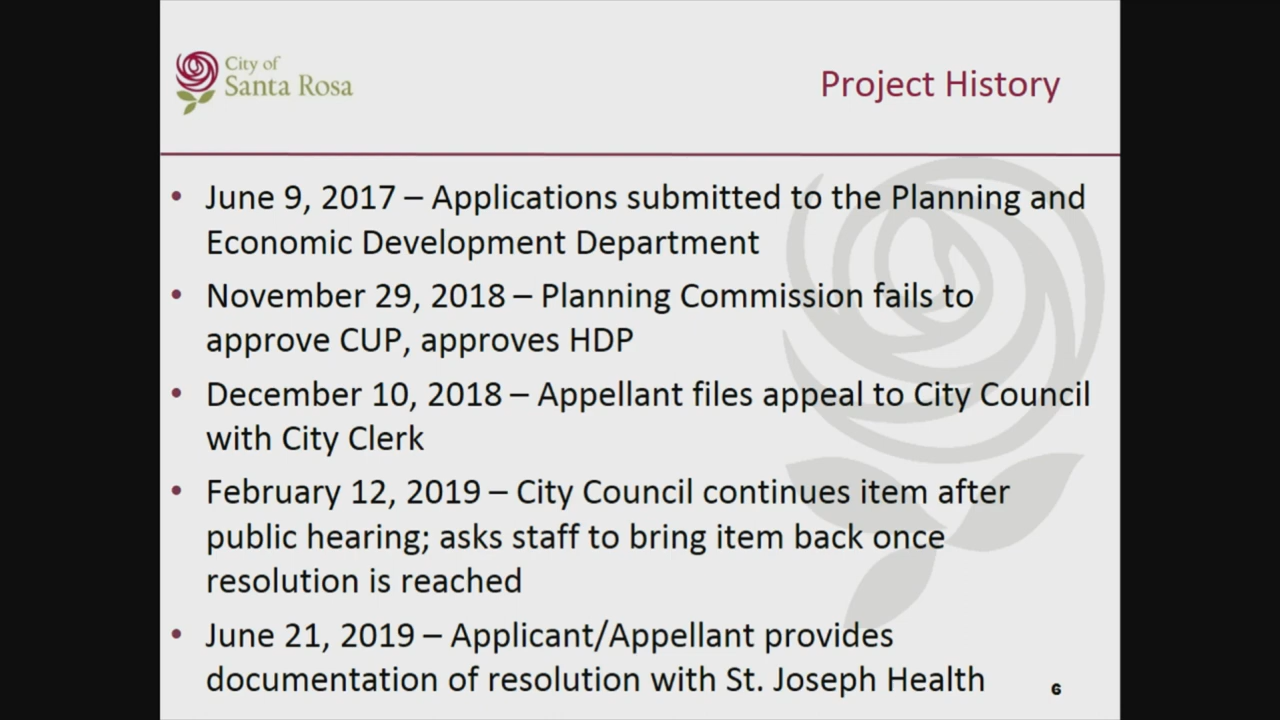 City of
Santa Rosa
Project History
• June 9, 2017 – Applications submitted to the Planning and
Economic Development Department
• November 29, 2018 – Planning Commission fails to
approve CUP, approves HDP
• December 10, 2018 – Appellant files appeal to City Council
with City Clerk
• February 12, 2019 – City Council continues item after
public hearing; asks staff to bring item back once
resolution is reached
• June 21, 2019 – Applicant/Appellant provides
documentation of resolution with St. Joseph Health
6